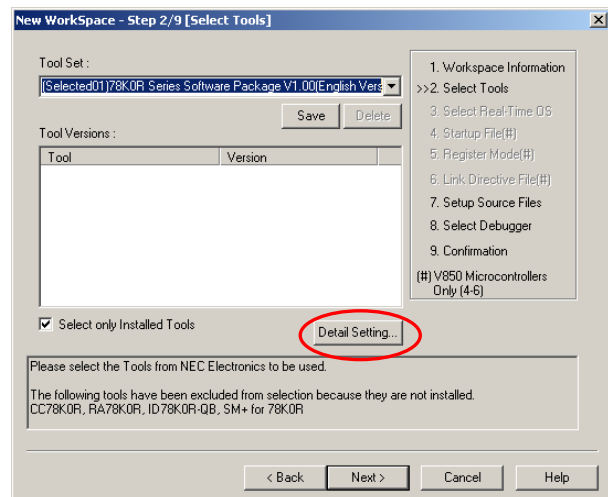 New WorkSpace - Step 2/9 [Select Tools]
Tool Set :
(Selected01)78K0R Series Software Package V1.00(English Vers
Save
Delete
Tool Versions :
Tool
Version
Select only Installed Tools
Detail Setting...
1. Workspace Information
>>2. Select Tools
3. Select Real-Time OS
4. Startup File(#)
5. Register Mode(#)
6. Link Directive File(#)
7. Setup Source Files
8. Select Debugger
9. Confirmation
(#) V850 Microcontrollers
Only (4-6)
Please select the Tools from NEC Electronics to be used.
The following tools have been excluded from selection because they are not installed.
CC78K0R, RA78K0R, ID78K0R-QB, SM+ for 78K0R
< Back
Next >
Cancel
Help